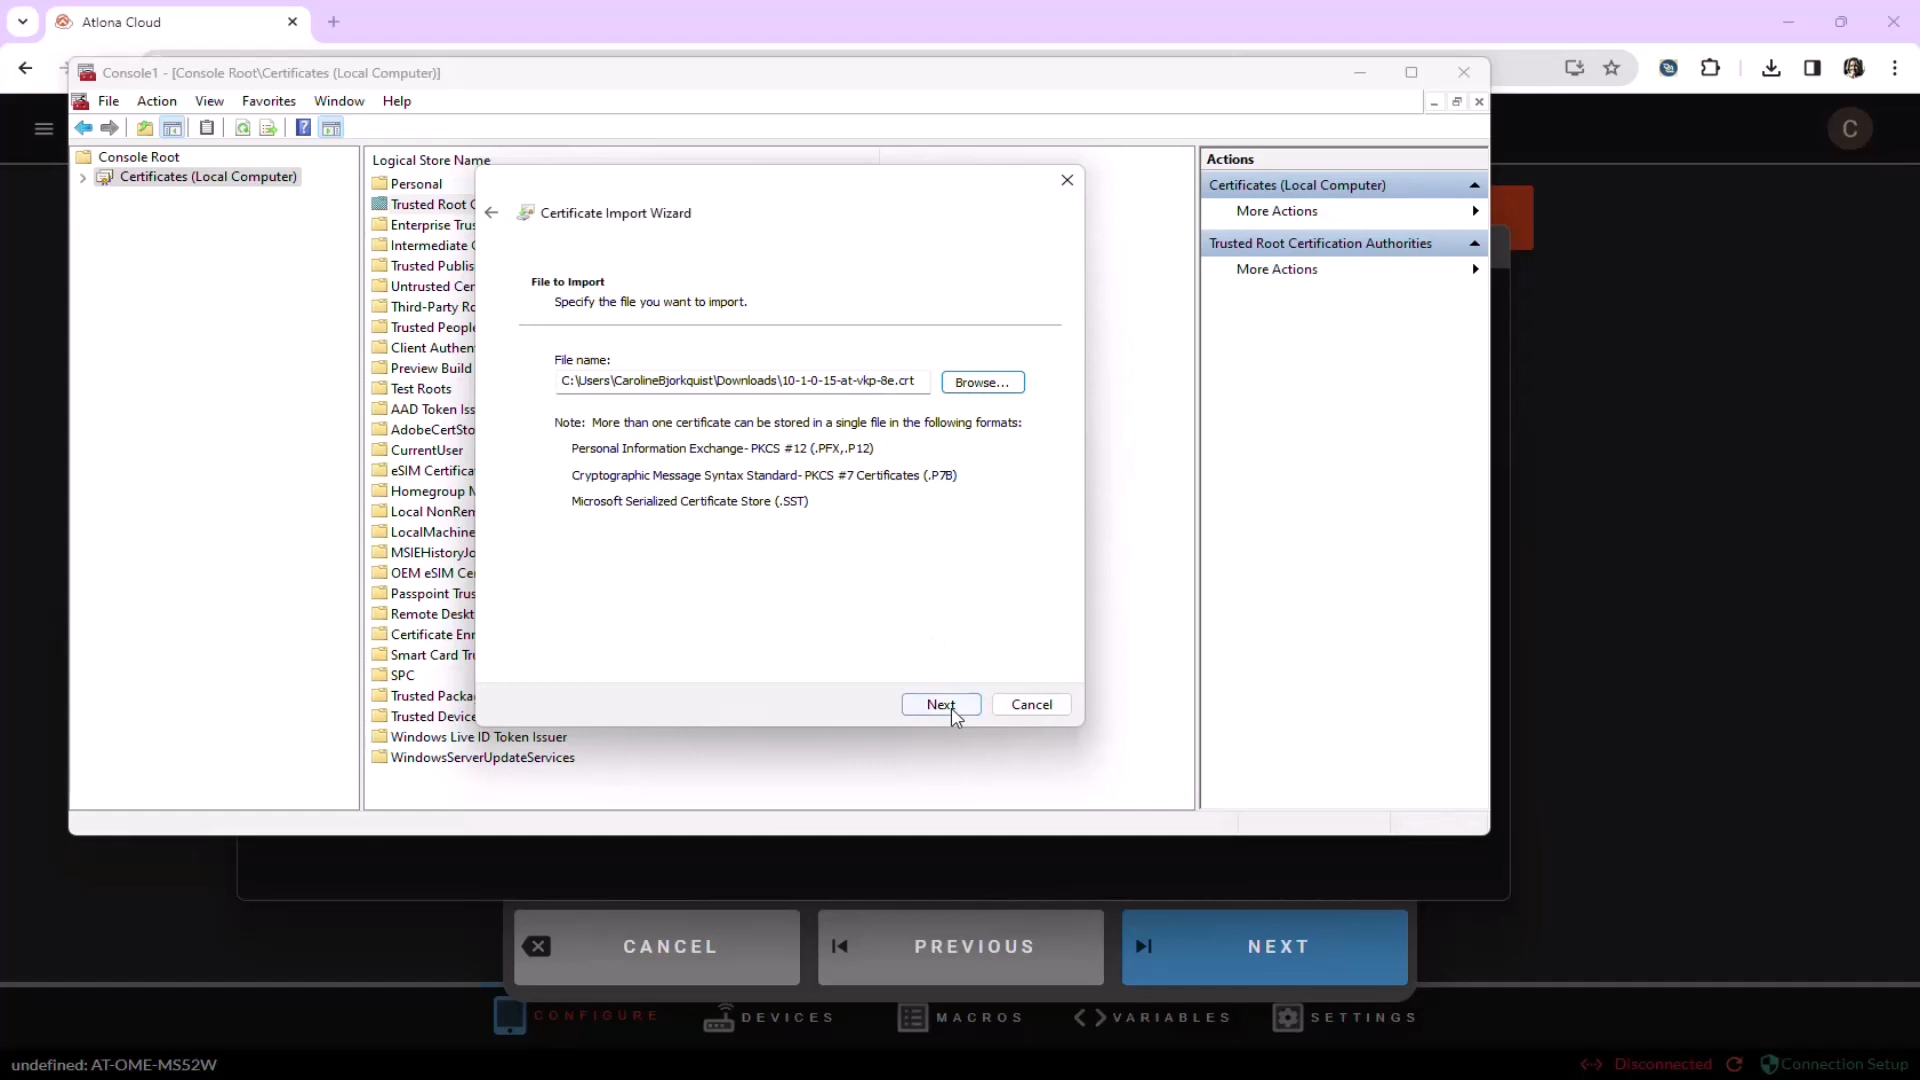 Atlona Cloud
Console1 - [Console Root\Certificates (Local Computer)]
File Action View Favorites Window Help
C
Console Root
Certificates (Local Computer)
Logical Store Name
Personal
Trusted Root C
Enterprise Trus
Intermediate C
Trusted Publis
Untrusted Cer
Third-Party Ro
Trusted People
Client Authen
Preview Build
Test Roots
AAD Token Iss
AdobeCertSto
CurrentUser
eSIM Certifica
Homegroup M
Local NonRen
LocalMachine
MSIEHistoryJo
OEM eSIM Cer
Passpoint Trus
Remote Deskt
Certificate Enr
Smart Card Tru
SPC
Trusted Packa
Trusted Device
Windows Live ID Token Issuer
WindowsServerUpdateServices
Certificate Import Wizard
File to Import
Specify the file you want to import.
File name:
C:\Users\CarolineBjorkquist\Downloads\10-1-0-15-at-vkp-8e.crt
Browse...
Note: More than one certificate can be stored in a single file in the following formats:
Personal Information Exchange- PKCS #12 (.PFX,.P12)
Cryptographic Message Syntax Standard- PKCS #7 Certificates (.P7B)
Microsoft Serialized Certificate Store (.SST)
Next Cancel
Actions
Certificates (Local Computer)
More Actions
Trusted Root Certification Authorities
More Actions
CANCEL PREVIOUS NEXT
CONFIGURE DEVICES MACROS VARIABLES SETTINGS
undefined: AT-OME-MS52W
Disconnected Connection Setup